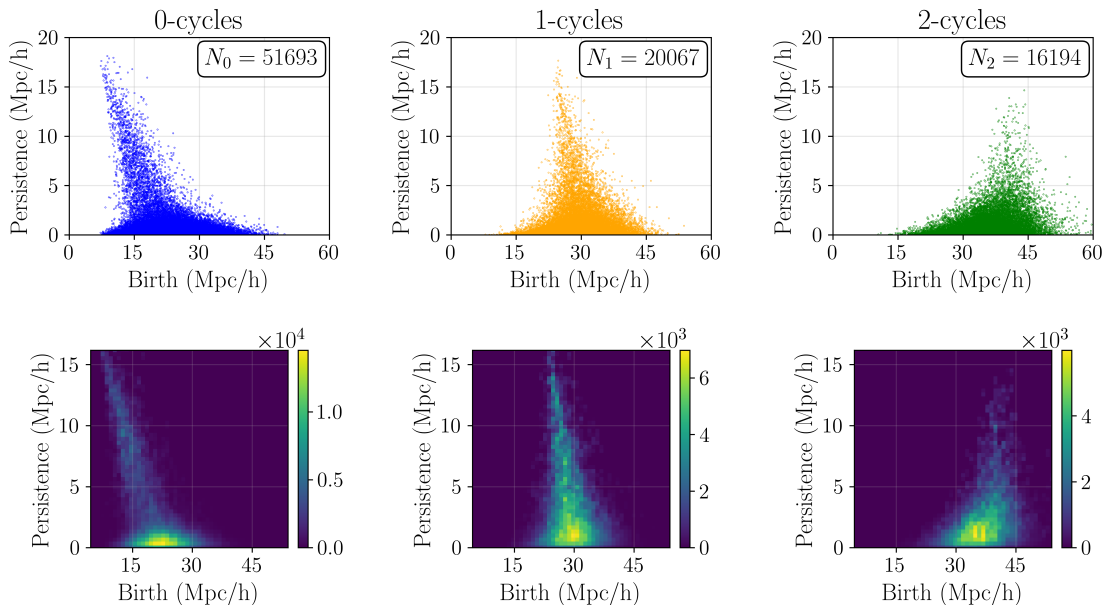 0-cycles
1-cycles
2-cycles
N₀ = 51693
N₁ = 20067
N₂ = 16194
Persistence (Mpc/h)
20
15
10
5
0
0 15 30 45 60
Birth (Mpc/h)
Persistence (Mpc/h)
20
15
10
5
0
0 15 30 45 60
Birth (Mpc/h)
Persistence (Mpc/h)
20
15
10
5
0
0 15 30 45 60
Birth (Mpc/h)
Persistence (Mpc/h)
15
10
5
0
15 30 45
Birth (Mpc/h)
×10⁴
1.0
0.5
0.0
Persistence (Mpc/h)
15
10
5
0
15 30 45
Birth (Mpc/h)
×10³
6
4
2
0
Persistence (Mpc/h)
15
10
5
0
15 30 45
Birth (Mpc/h)
×10³
4
2
0